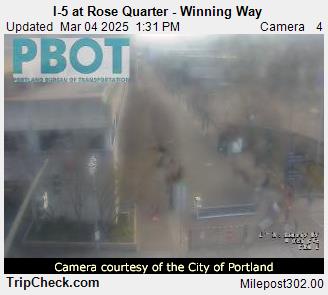 I-5 at Rose Quarter - Winning Way
Updated Mar 04 2025 1:31 PM Camera 4
PBOT
PORTLAND BUREAU OF TRANSPORTATION
Camera courtesy of the City of Portland
TripCheck.com Milepost302.00